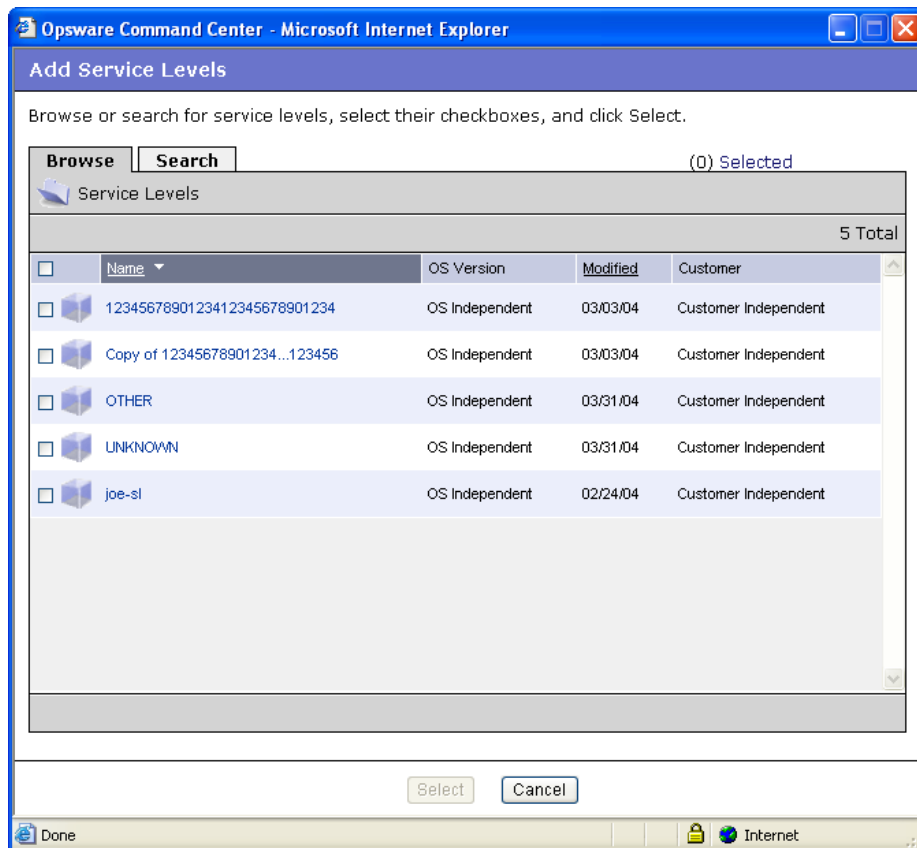 Opsware Command Center - Microsoft Internet Explorer
Add Service Levels
Browse or search for service levels, select their checkboxes, and click Select.
Browse Search (0) Selected
Service Levels
5 Total
Name OS Version Modified Customer
1234567890123412345678901234 OS Independent 03/03/04 Customer Independent
Copy of 12345678901234...123456 OS Independent 03/03/04 Customer Independent
OTHER OS Independent 03/31/04 Customer Independent
UNKNOWN OS Independent 03/31/04 Customer Independent
joe-sl OS Independent 02/24/04 Customer Independent
Select Cancel
Done Internet